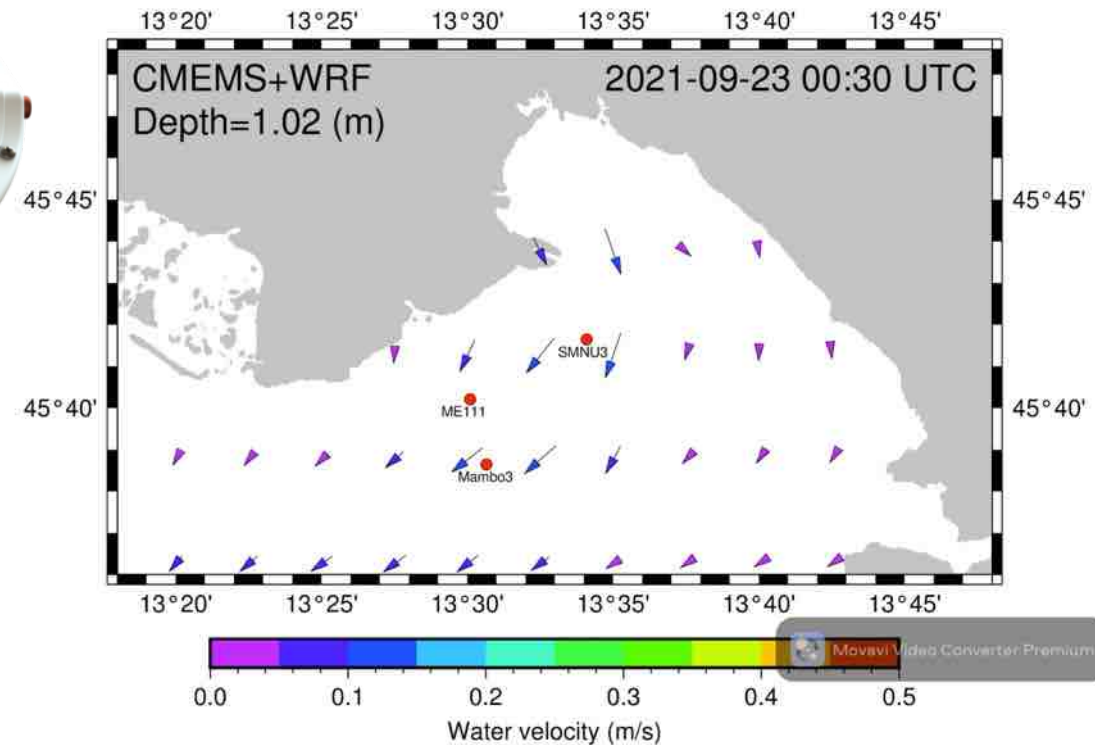 13°20' 13°25' 13°30' 13°35' 13°40' 13°45'
CMEMS+WRF 2021-09-23 00:30 UTC
Depth=1.02 (m)
45°45' 45°45'
SMNU3
45°40' 45°40'
ME111
Mambo3
13°20' 13°25' 13°30' 13°35' 13°40' 13°45'
Movavi Video Converter Premium
0.0 0.1 0.2 0.3 0.4 0.5
Water velocity (m/s)